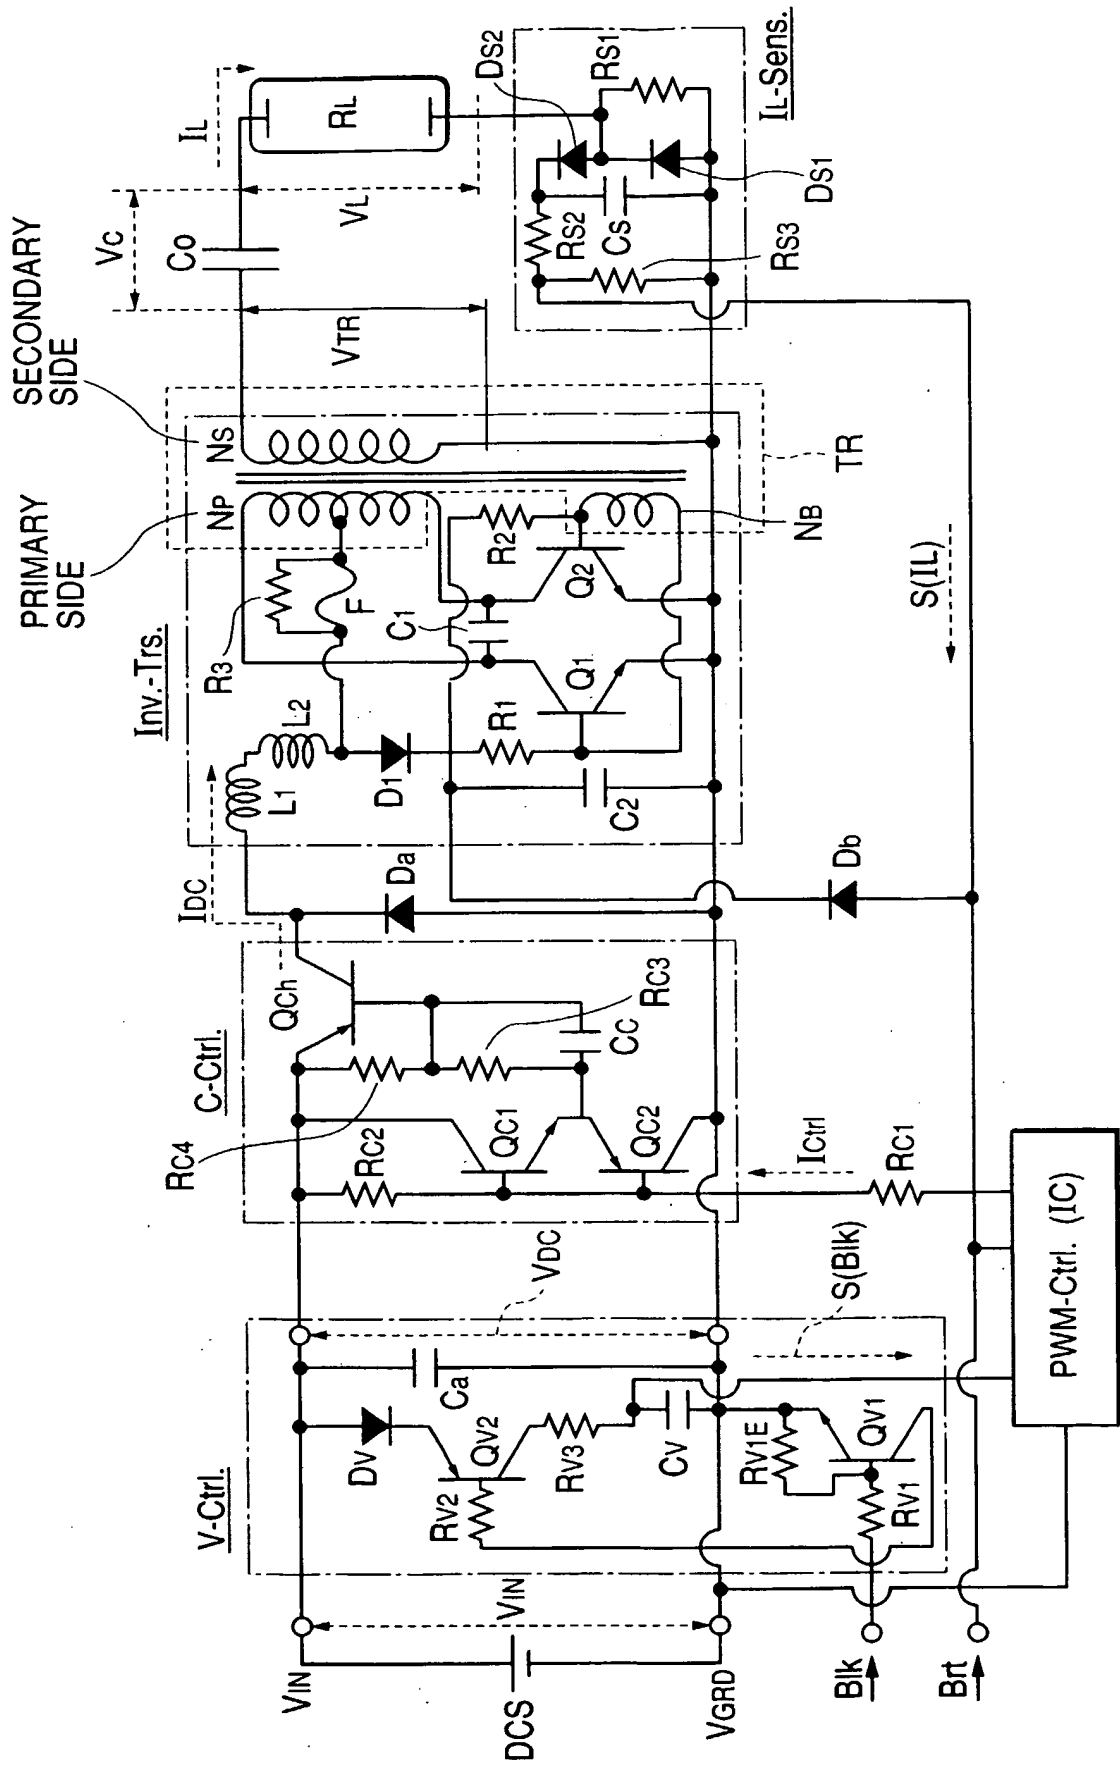 SECONDARY
SIDE
PRIMARY
SIDE
Inv.-Trs.
C-Ctrl.
V-Ctrl.
IL-Sens.
VIN
VIN
DCS
VGRD
Blk
Brt
DV
QV2
RV2
RV3
CV
Ca
RV1E
QV1
RV1
VDC
S(Blk)
PWM-Ctrl. (IC)
RC4
RC2
QC1
QC2
QCh
RC3
CC
ICtrl
RC1
IDC
Da
Db
L1
L2
R3
F
D1
R1
C1
C2
Q1
Q2
R2
NP
NS
NB
TR
VTR
VC
CO
VL
IL
RL
DS2
RS1
RS2
CS
DS1
RS3
S(IL)